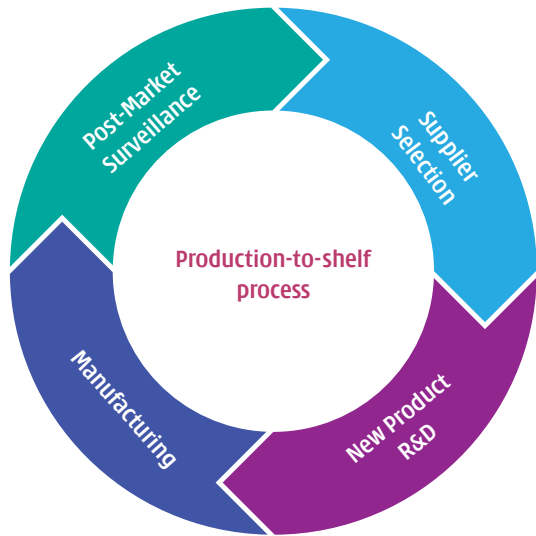 Post-Market
Surveillance
Supplier
Selection
Production-to-shelf
process
Manufacturing
New Product
R&D